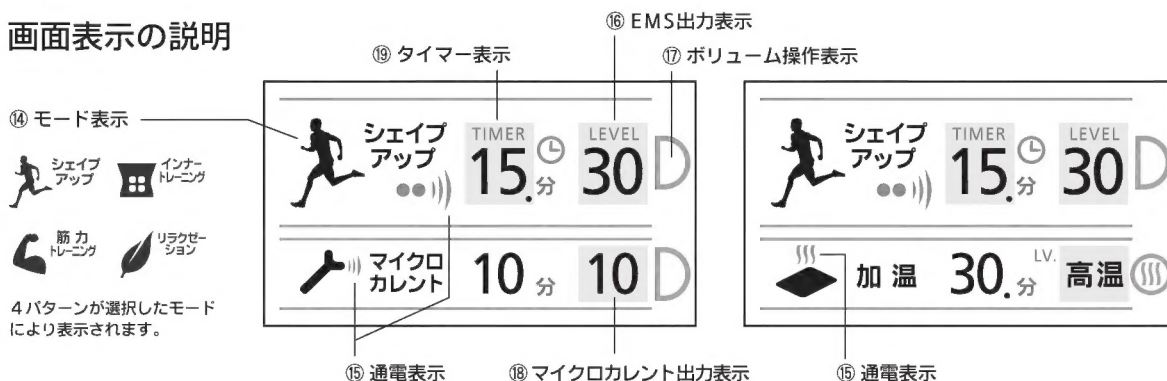 画面表示の説明
⑯ EMS出力表示
⑲ タイマー表示
⑰ ボリューム操作表示
⑭ モード表示
シェイプ
アップ
インナー
トレーニング
筋力
トレーニング
リラクゼー
ション
4パターンが選択したモード
により表示されます。
シェイプ
アップ
TIMER
15.分
LEVEL
30
マイクロ
カレント
10 分
10
⑮ 通電表示
⑱ マイクロカレント出力表示
シェイプ
アップ
TIMER
15.分
LEVEL
30
加温
30.分
LV.
高温
⑮ 通電表示